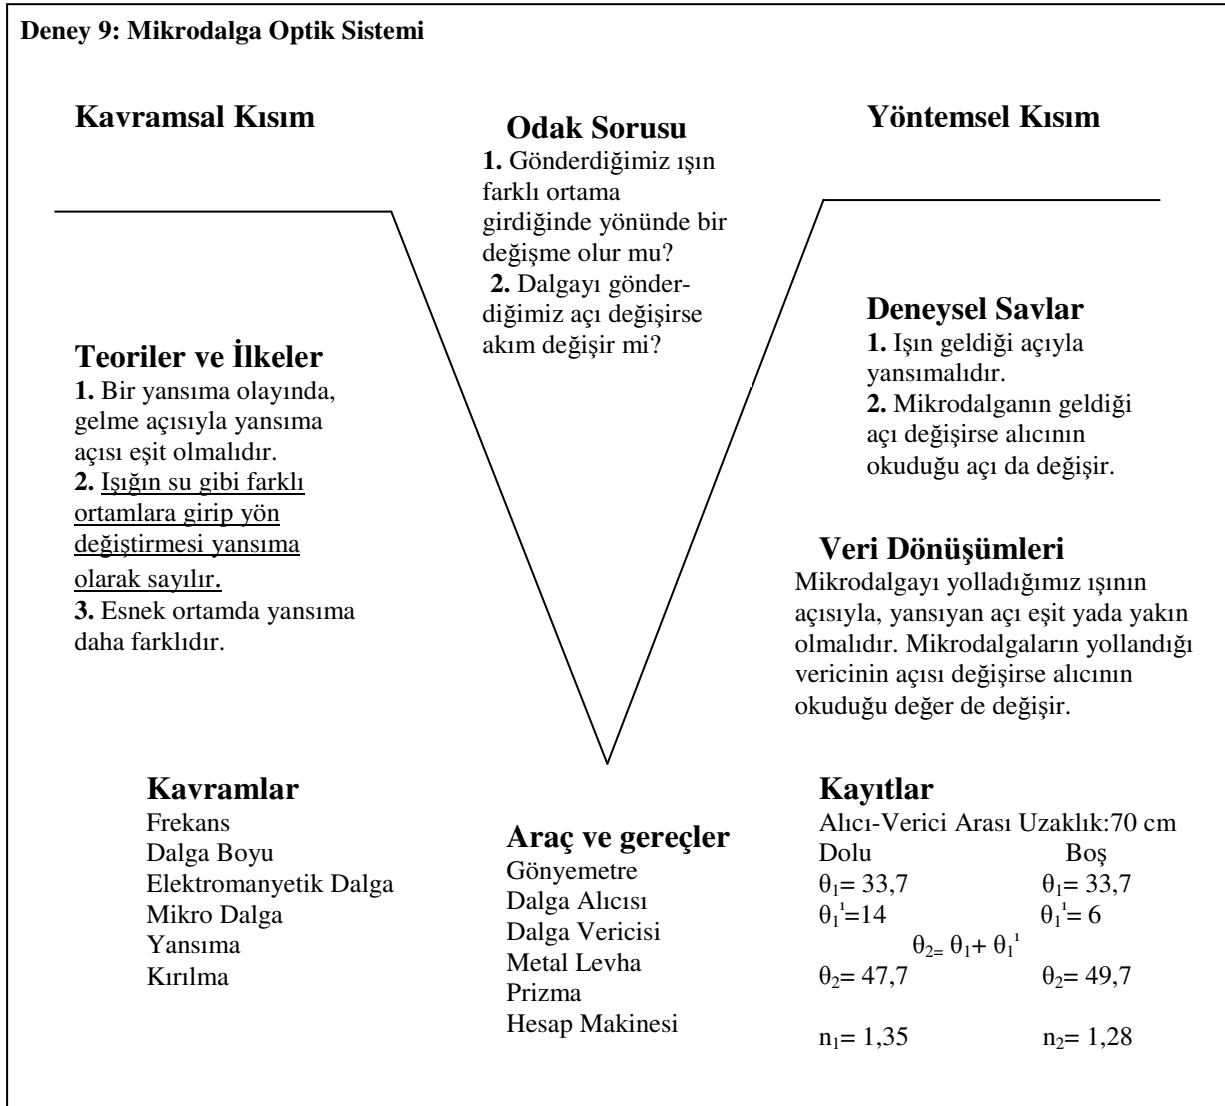 Deney 9: Mikrodalga Optik Sistemi
Kavramsal Kısım
Teoriler ve İlkeler
1. Bir yansıma olayında,
gelme açısıyla yansıma
açısı eşit olmalıdır.
2. Işığın su gibi farklı
ortamlara girip yön
değiştirmesi yansıma
olarak sayılır.
3. Esnek ortamda yansıma
daha farklıdır.
Kavramlar
Frekans
Dalga Boyu
Elektromanyetik Dalga
Mikro Dalga
Yansıma
Kırılma
Odak Sorusu
1. Gönderdiğimiz ışın
farklı ortama
girdiğinde yönünde bir
değişme olur mu?
2. Dalgayı gönder-
diğimiz açı değişirse
akım değişir mi?
Araç ve gereçler
Gönyemetre
Dalga Alıcısı
Dalga Vericisi
Metal Levha
Prizma
Hesap Makinesi
Yöntemsel Kısım
Deneysel Savlar
1. Işın geldiği açıyla
yansımalıdır.
2. Mikrodalganın geldiği
açı değişirse alıcının
okuduğu açı da değişir.
Veri Dönüşümleri
Mikrodalgayı yolladığımız ışının
açısıyla, yansıyan açı eşit yada yakın
olmalıdır. Mikrodalgaların yollandığı
vericinin açısı değişirse alıcının
okuduğu değer de değişir.
Kayıtlar
Alıcı-Verici Arası Uzaklık:70 cm
Dolu Boş
θ₁= 33,7 θ₁= 33,7
θ₁¹=14 θ₁¹= 6
θ₂₌ θ₁+ θ₁¹
θ₂= 47,7 θ₂= 49,7
n₁= 1,35 n₂= 1,28